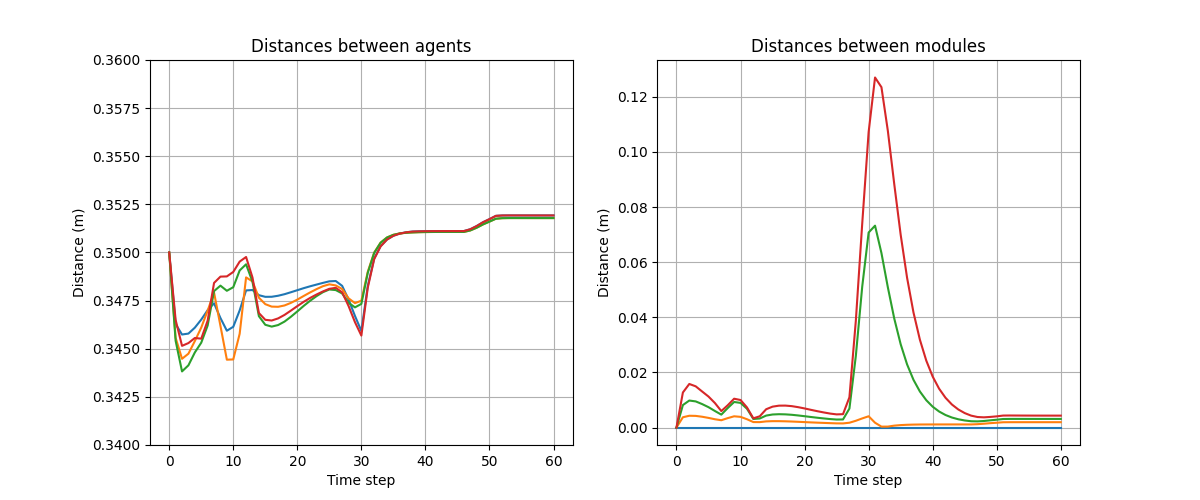 Distances between agents
Distance (m)
0.3600
0.3575
0.3550
0.3525
0.3500
0.3475
0.3450
0.3425
0.3400
0 10 20 30 40 50 60
Time step
Distances between modules
Distance (m)
0.12
0.10
0.08
0.06
0.04
0.02
0.00
0 10 20 30 40 50 60
Time step